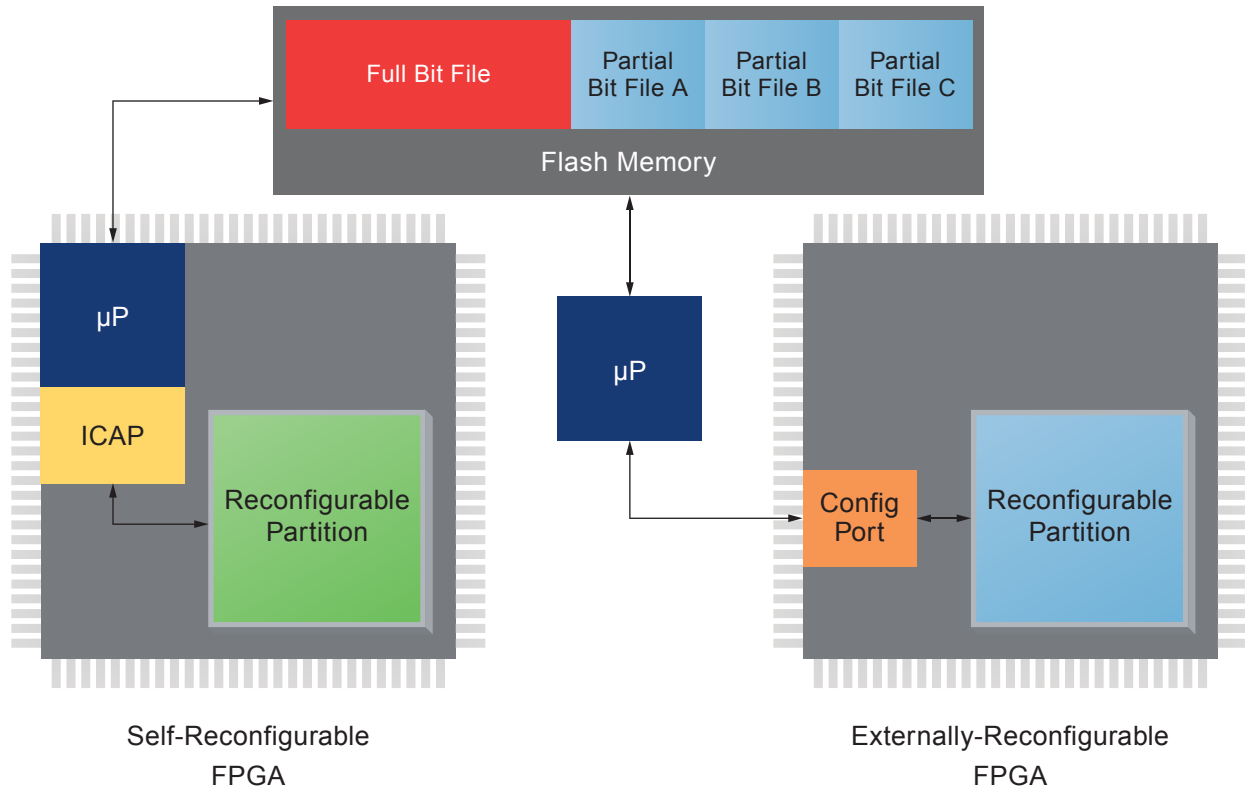 Full Bit File
Partial
Bit File A
Partial
Bit File B
Partial
Bit File C
Flash Memory
µP
ICAP
Reconfigurable
Partition
µP
Config
Port
Reconfigurable
Partition
Self-Reconfigurable
FPGA
Externally-Reconfigurable
FPGA